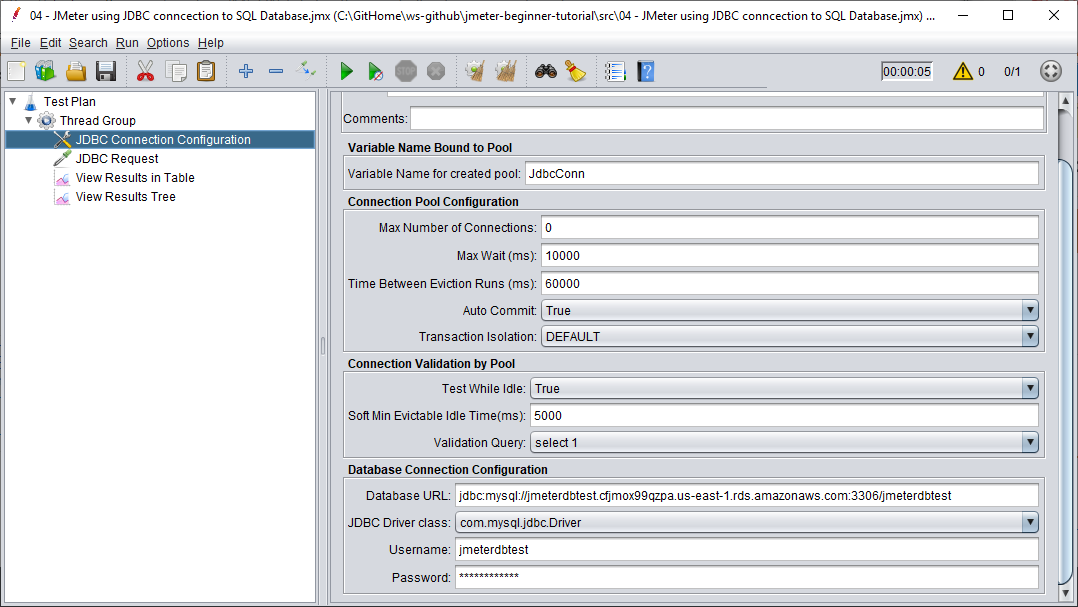 04 - JMeter using JDBC conncection to SQL Database.jmx (C:\GitHome\ws-github\jmeter-beginner-tutorial\src\04 - JMeter using JDBC conncection to SQL Database.jmx) ...
File Edit Search Run Options Help
STOP 00:00:05 0 0/1 ?
Test Plan
Thread Group
JDBC Connection Configuration
JDBC Request
View Results in Table
View Results Tree
Comments:
Variable Name Bound to Pool
Variable Name for created pool: JdbcConn
Connection Pool Configuration
Max Number of Connections: 0
Max Wait (ms): 10000
Time Between Eviction Runs (ms): 60000
Auto Commit: True
Transaction Isolation: DEFAULT
Connection Validation by Pool
Test While Idle: True
Soft Min Evictable Idle Time(ms): 5000
Validation Query: select 1
Database Connection Configuration
Database URL: jdbc:mysql://jmeterdbtest.cfjmox99qzpa.us-east-1.rds.amazonaws.com:3306/jmeterdbtest
JDBC Driver class: com.mysql.jdbc.Driver
Username: jmeterdbtest
Password: ************